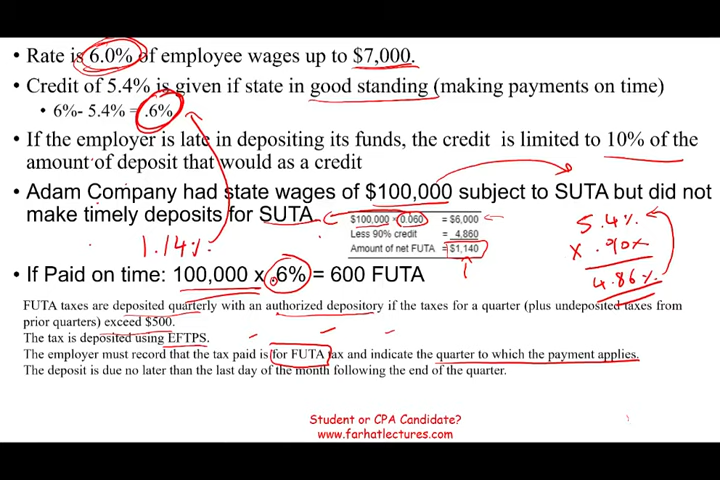 • Rate is 6.0% of employee wages up to $7,000.
• Credit of 5.4% is given if state in good standing (making payments on time)
• 6%- 5.4% = .6%
• If the employer is late in depositing its funds, the credit is limited to 10% of the
amount of deposit that would as a credit
• Adam Company had state wages of $100,000 subject to SUTA but did not
make timely deposits for SUTA.
$100,000 × 0.060 = $6,000
Less 90% credit = 4,860
Amount of net FUTA = $1,140
5.4%
x .90%
4.86%
1.14%
• If Paid on time: 100,000 x .6% = 600 FUTA
FUTA taxes are deposited quarterly with an authorized depository if the taxes for a quarter (plus undeposited taxes from
prior quarters) exceed $500.
The tax is deposited using EFTPS.
The employer must record that the tax paid is for FUTA tax and indicate the quarter to which the payment applies.
The deposit is due no later than the last day of the month following the end of the quarter.
Student or CPA Candidate?
www.farhatlectures.com